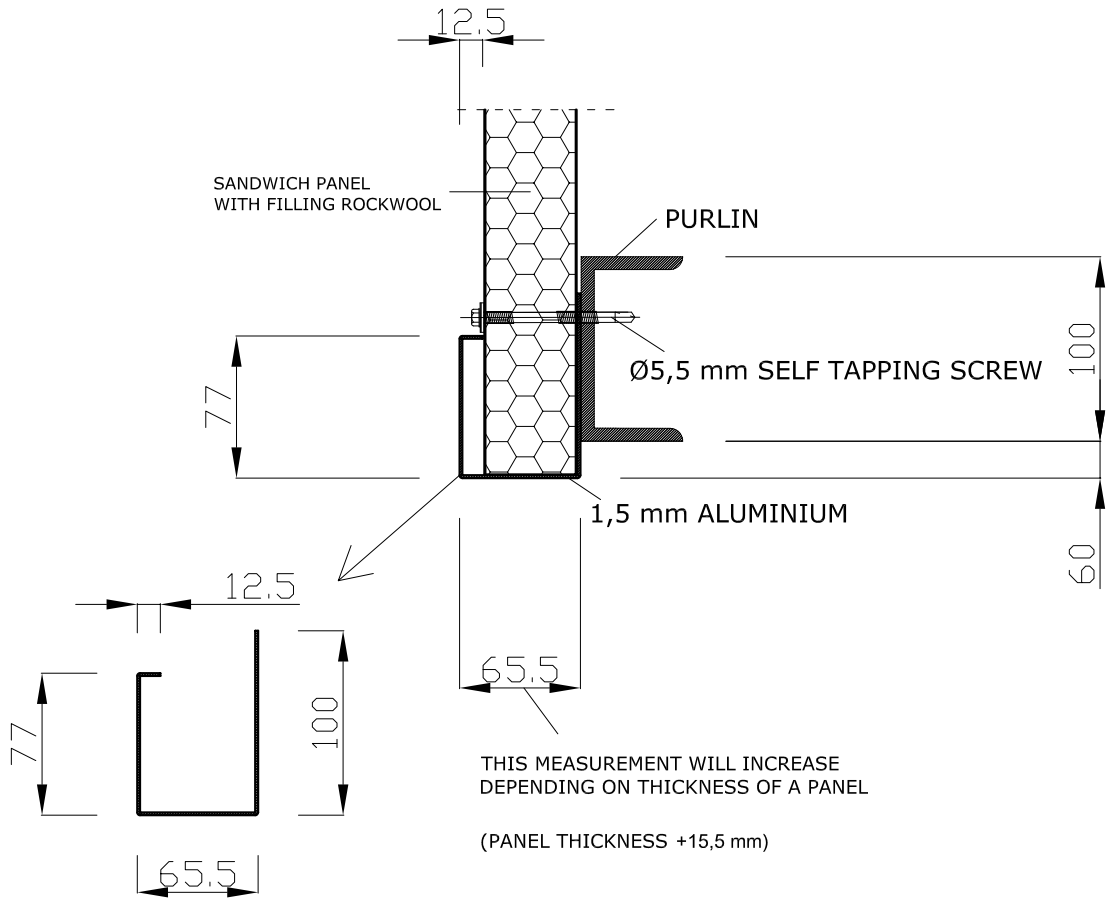 12.5
SANDWICH PANEL
WITH FILLING ROCKWOOL
PURLIN
100
Ø5,5 mm SELF TAPPING SCREW
77
1,5 mm ALUMINIUM
60
12.5
65.5
100
77
THIS MEASUREMENT WILL INCREASE
DEPENDING ON THICKNESS OF A PANEL
(PANEL THICKNESS +15,5 mm)
65.5